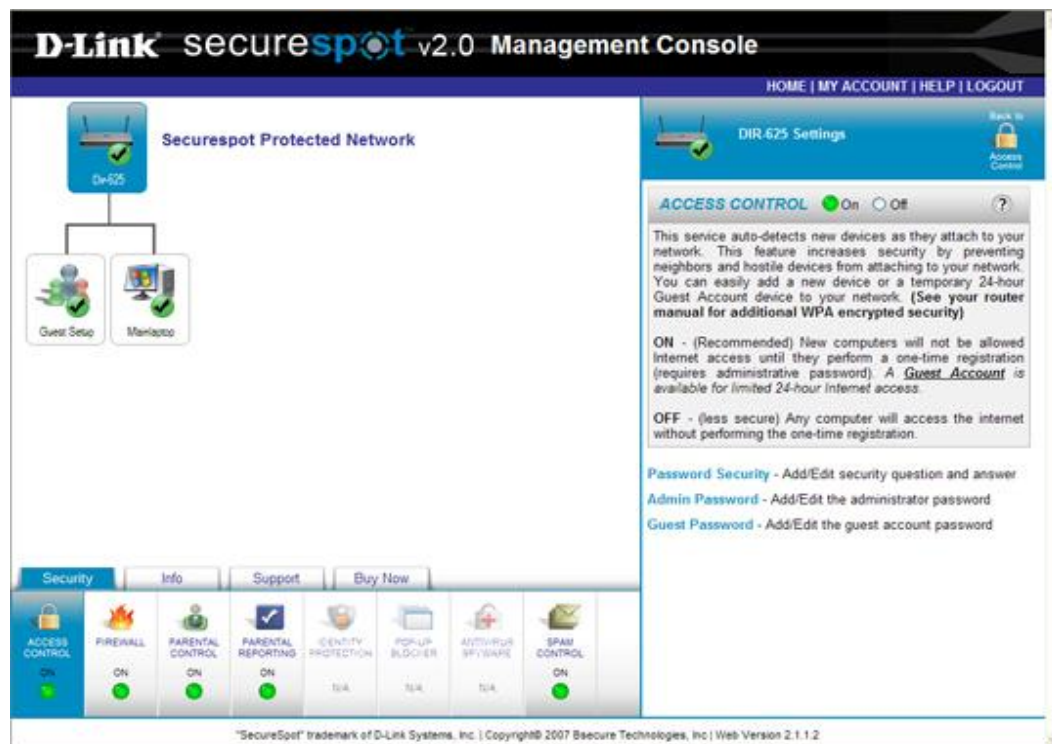 D-Link securespot v2.0 Management Console
HOME | MY ACCOUNT | HELP | LOGOUT
Dir-625
Securespot Protected Network
Guest Setup
Mainlaptop
DIR-625 Settings
Back to
Access
Control
ACCESS CONTROL On Off ?
This service auto-detects new devices as they attach to your
network. This feature increases security by preventing
neighbors and hostile devices from attaching to your network.
You can easily add a new device or a temporary 24-hour
Guest Account device to your network. (See your router
manual for additional WPA encrypted security)
ON - (Recommended) New computers will not be allowed
Internet access until they perform a one-time registration
(requires administrative password). A Guest Account is
available for limited 24-hour Internet access.
OFF - (less secure) Any computer will access the internet
without performing the one-time registration.
Password Security - Add/Edit security question and answer
Admin Password - Add/Edit the administrator password
Guest Password - Add/Edit the guest account password
Security Info Support Buy Now
ACCESS
CONTROL
ON
FIREWALL
ON
PARENTAL
CONTROL
ON
PARENTAL
REPORTING
ON
IDENTITY
PROTECTION
N/A
POP-UP
BLOCKER
N/A
ANTIVIRUS
SPYWARE
N/A
SPAM
CONTROL
ON
"SecureSpot" trademark of D-Link Systems, Inc. | Copyright© 2007 Bsecure Technologies, Inc | Web Version 2.1.1.2